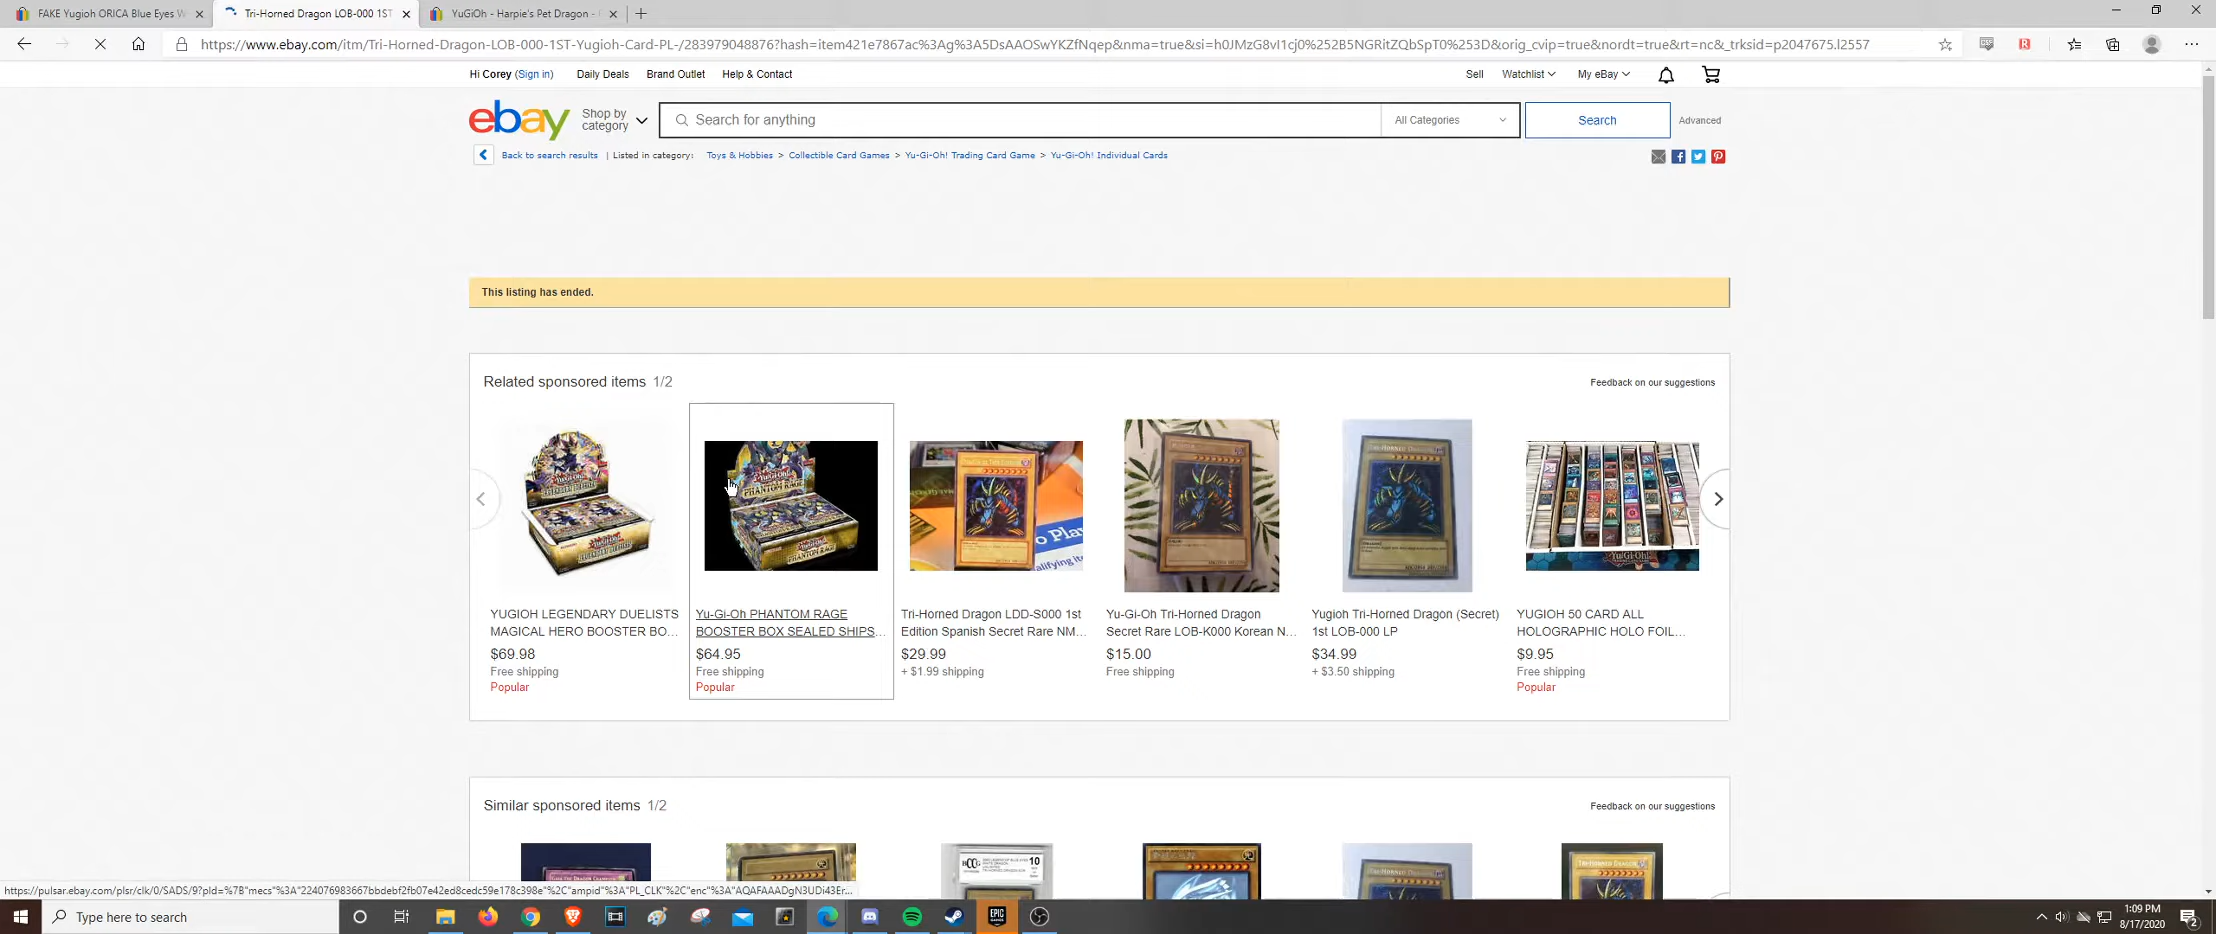 FAKE Yugioh ORICA Blue Eyes W
Tri-Horned Dragon LOB-000 1ST
YuGiOh - Harpie's Pet Dragon -
https://www.ebay.com/itm/Tri-Horned-Dragon-LOB-000-1ST-Yugioh-Card-PL-/283979048876?hash=item421e7867ac%3Ag%3A5DsAAOSwYKZfNqep&nma=true&si=h0JMzG8vI1cj0%252B5NGRitZQbSpT0%253D&orig_cvip=true&nordt=true&rt=nc&_trksid=p2047675.l2557
Hi Corey (Sign in) Daily Deals Brand Outlet Help & Contact Sell Watchlist My eBay
ebay Shop by category Search for anything All Categories Search Advanced
Back to search results | Listed in category: Toys & Hobbies > Collectible Card Games > Yu-Gi-Oh! Trading Card Game > Yu-Gi-Oh! Individual Cards
This listing has ended.
Related sponsored items 1/2 Feedback on our suggestions
YUGIOH LEGENDARY DUELISTS
MAGICAL HERO BOOSTER BO...
$69.98
Free shipping
Popular
Yu-Gi-Oh PHANTOM RAGE
BOOSTER BOX SEALED SHIPS...
$64.95
Free shipping
Popular
Tri-Horned Dragon LDD-S000 1st
Edition Spanish Secret Rare NM...
$29.99
+ $1.99 shipping
Yu-Gi-Oh Tri-Horned Dragon
Secret Rare LOB-K000 Korean N...
$15.00
Free shipping
Yugioh Tri-Horned Dragon (Secret)
1st LOB-000 LP
$34.99
+ $3.50 shipping
YUGIOH 50 CARD ALL
HOLOGRAPHIC HOLO FOIL...
$9.95
Free shipping
Popular
Similar sponsored items 1/2 Feedback on our suggestions
https://pulsar.ebay.com/plsr/clk/0/SADS/9?pld=%7B"mecs"%3A"224076983667bbdebf2fb07e42ed8cedc59e178c398e"%2C"ampid"%3A"PL_CLK"%2C"enc"%3A"AQAFAAADgN3UDi43Er...
Type here to search
EPIC
GAMES
1:09 PM
8/17/2020
2